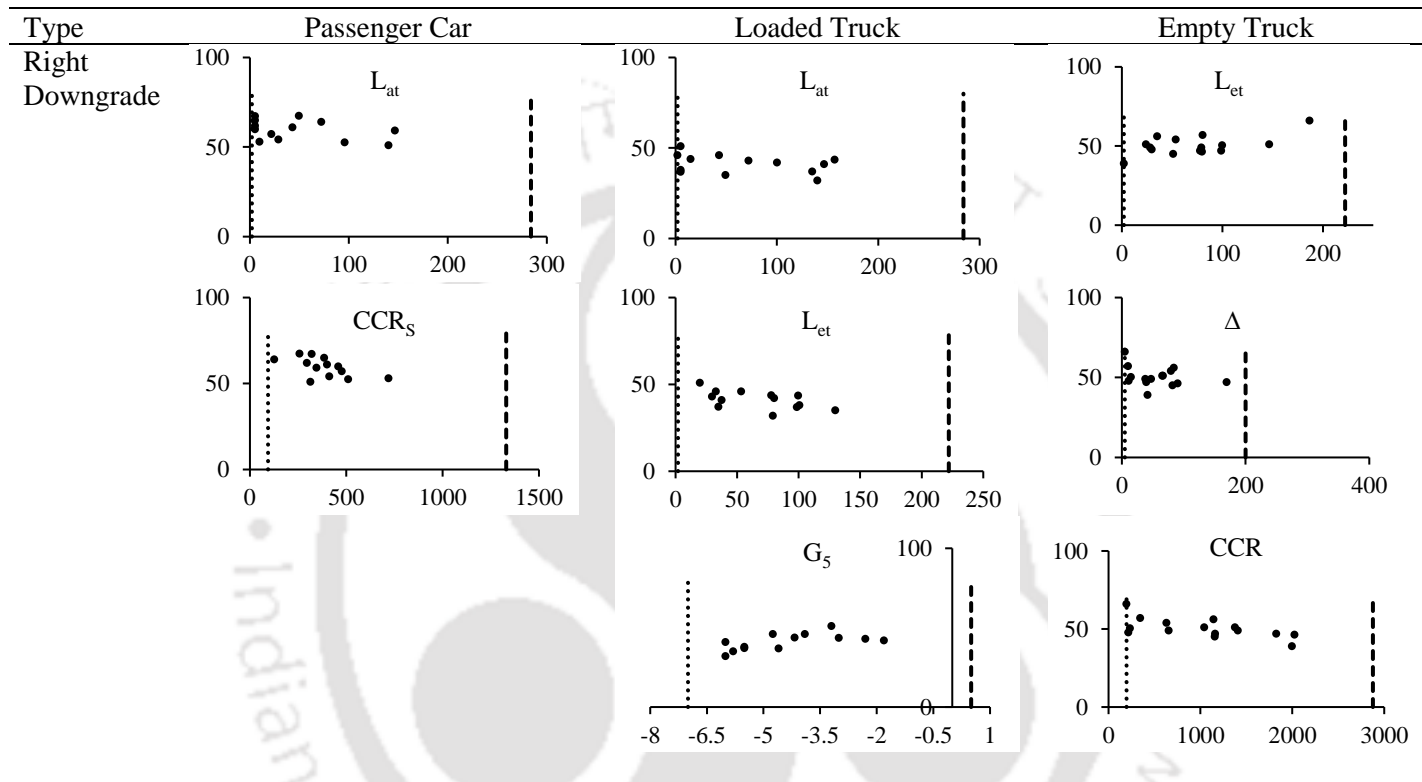 Type Passenger Car Loaded Truck Empty Truck
Right
Downgrade
L_at
100
50
0
0 100 200 300
L_at
100
50
0
0 100 200 300
L_et
100
50
0
0 100 200
CCR_S
100
50
0
0 500 1000 1500
L_et
100
50
0
0 50 100 150 200 250
Δ
100
50
0
0 200 400
G_5
100
0
-8 -6.5 -5 -3.5 -2 -0.5 1
CCR
100
50
0
0 1000 2000 3000
• Indian